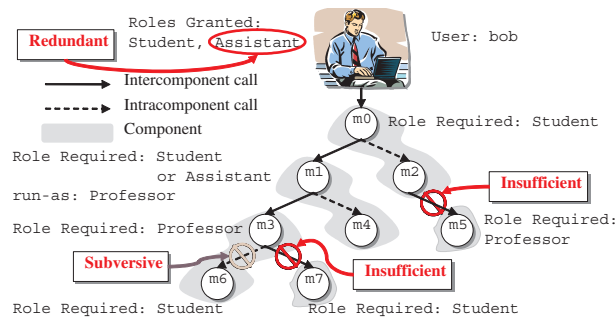 Roles Granted:
Student, Assistant
Redundant
User: bob
Intercomponent call
Intracomponent call
Component
m0
Role Required: Student
Role Required: Student
or Assistant
run-as: Professor
m1
m2
Insufficient
Role Required: Professor
m3
m4
m5
Role Required:
Professor
Subversive
Insufficient
m6
m7
Role Required: Student
Role Required: Student